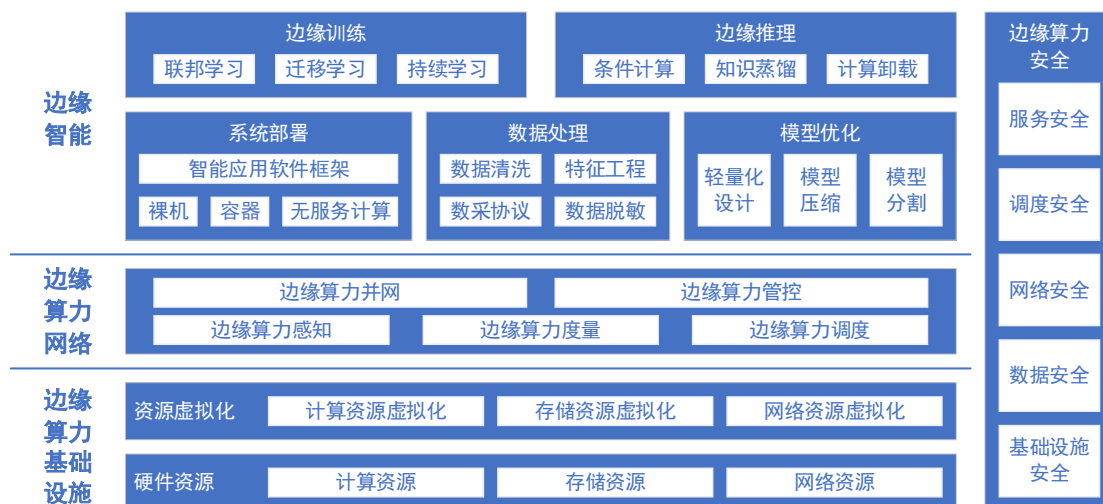 边缘训练
联邦学习 迁移学习 持续学习
边缘推理
条件计算 知识蒸馏 计算卸载
边缘
智能
系统部署
智能应用软件框架
裸机 容器 无服务计算
数据处理
数据清洗 特征工程
数采协议 数据脱敏
模型优化
轻量化
设计
模型
压缩
模型
分割
边缘
算力
网络
边缘算力并网 边缘算力管控
边缘算力感知 边缘算力度量 边缘算力调度
边缘
算力
基础
设施
资源虚拟化 计算资源虚拟化 存储资源虚拟化 网络资源虚拟化
硬件资源 计算资源 存储资源 网络资源
边缘算力
安全
服务安全
调度安全
网络安全
数据安全
基础设施
安全